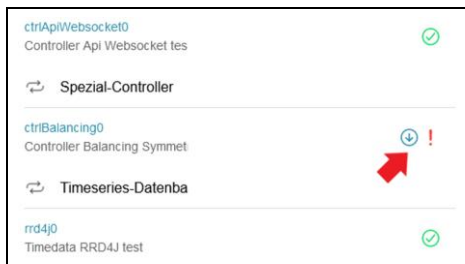 ctrlApiWebsocket0
Controller Api Websocket tes
Spezial-Controller
ctrlBalancing0
Controller Balancing Symmet
!
Timeseries-Datenba
rrd4j0
Timedata RRD4J test